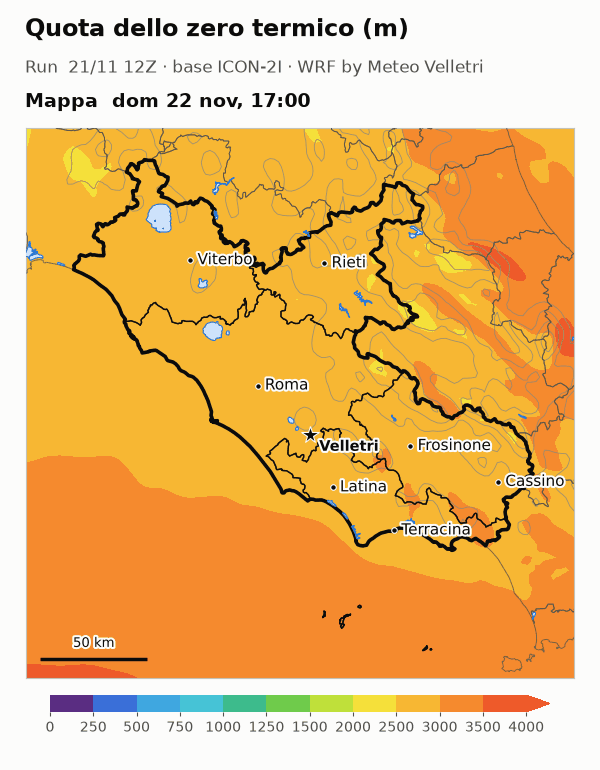 Quota dello zero termico (m)
Run 21/11 12Z · base ICON-2I · WRF by Meteo Velletri
Mappa dom 22 nov, 17:00
Viterbo
Rieti
Roma
Velletri
Frosinone
Latina
Cassino
Terracina
50 km
0 250 500 750 1000 1250 1500 2000 2500 3000 3500 4000